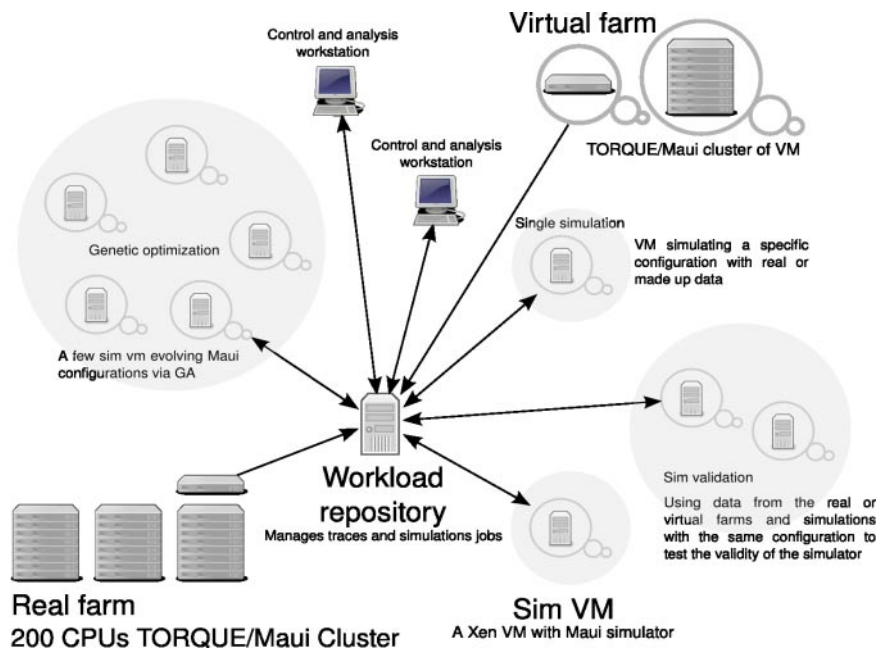 Virtual farm
Control and analysis
workstation
Control and analysis
workstation
TORQUE/Maui cluster of VM
Genetic optimization
A few sim vm evolving Maui
configurations via GA
Single simulation
VM simulating a specific
configuration with real or
made up data
Workload
repository
Manages traces and simulations jobs
Sim validation
Using data from the real or
virtual farms and simulations
with the same configuration to
test the validity of the simulator
Real farm
200 CPUs TORQUE/Maui Cluster
Sim VM
A Xen VM with Maui simulator